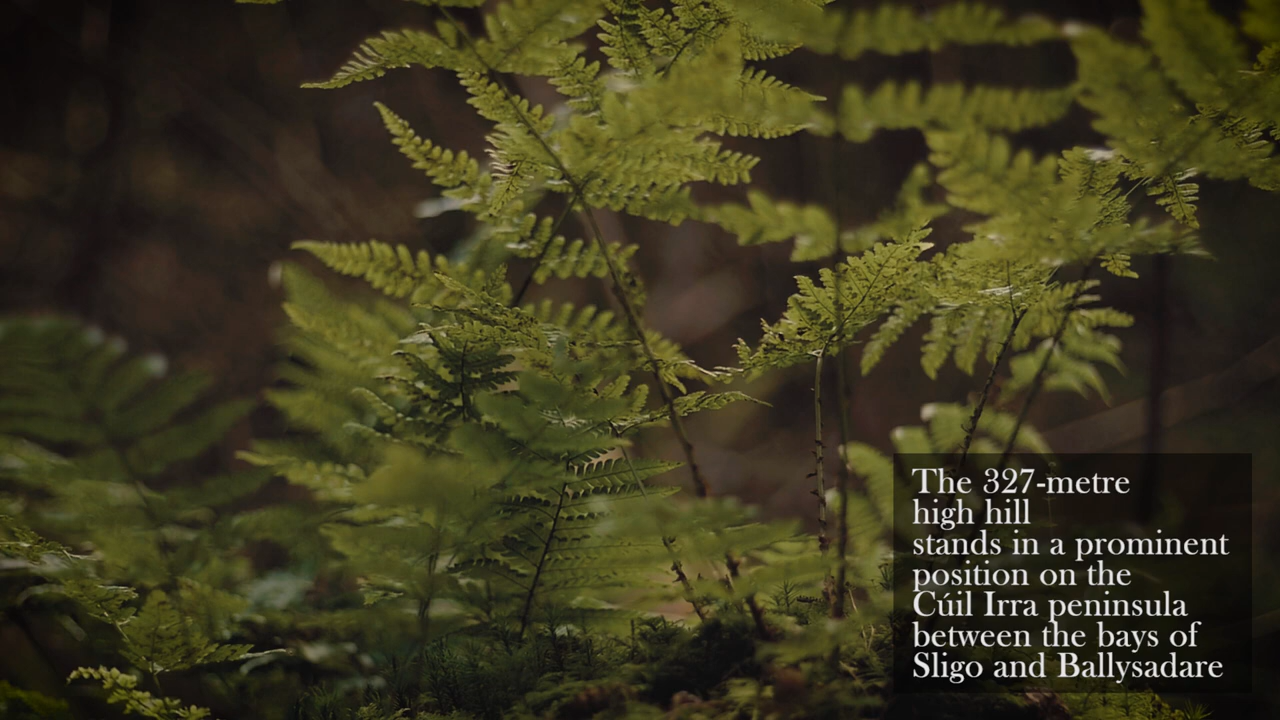 The 327-metre
high hill
stands in a prominent
position on the
Cúil Irra peninsula
between the bays of
Sligo and Ballysadare